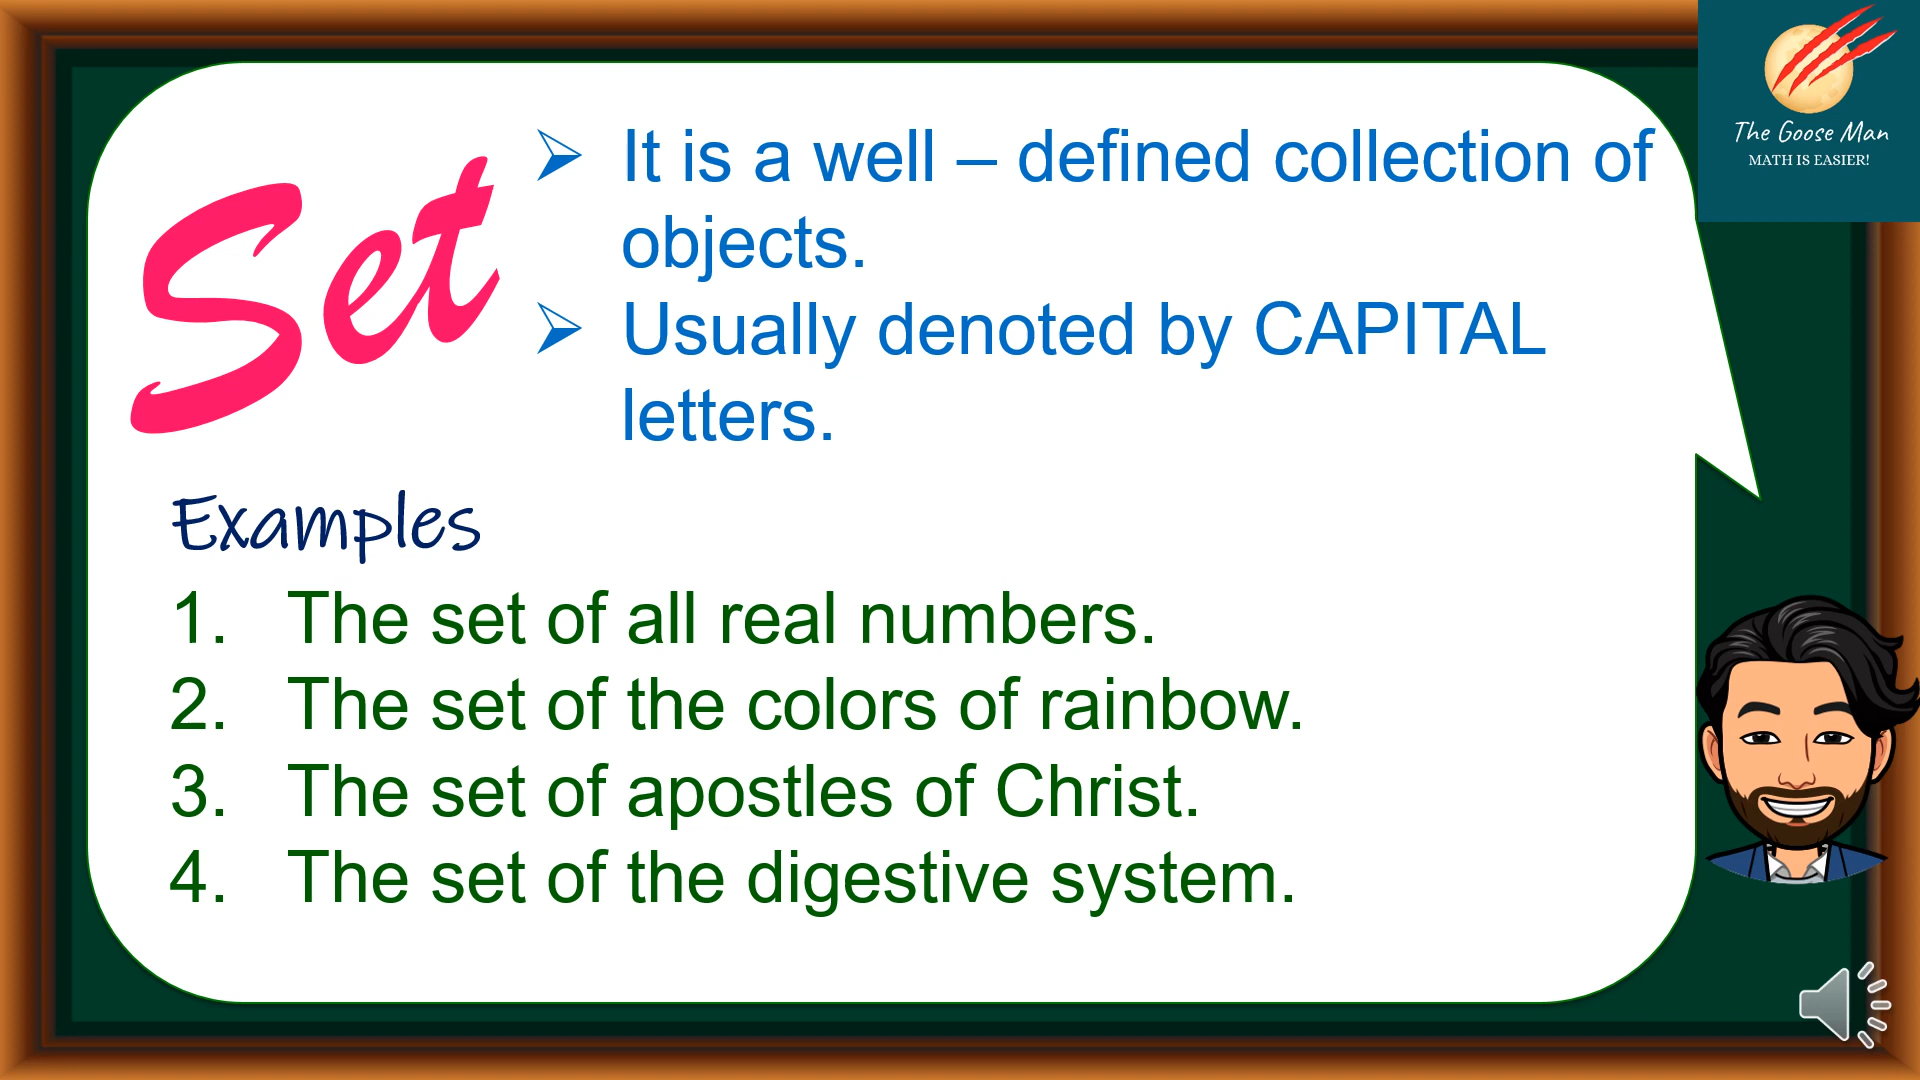 The Goose Man
MATH IS EASIER!
Set
➢ It is a well – defined collection of
objects.
➢ Usually denoted by CAPITAL
letters.
Examples
1. The set of all real numbers.
2. The set of the colors of rainbow.
3. The set of apostles of Christ.
4. The set of the digestive system.